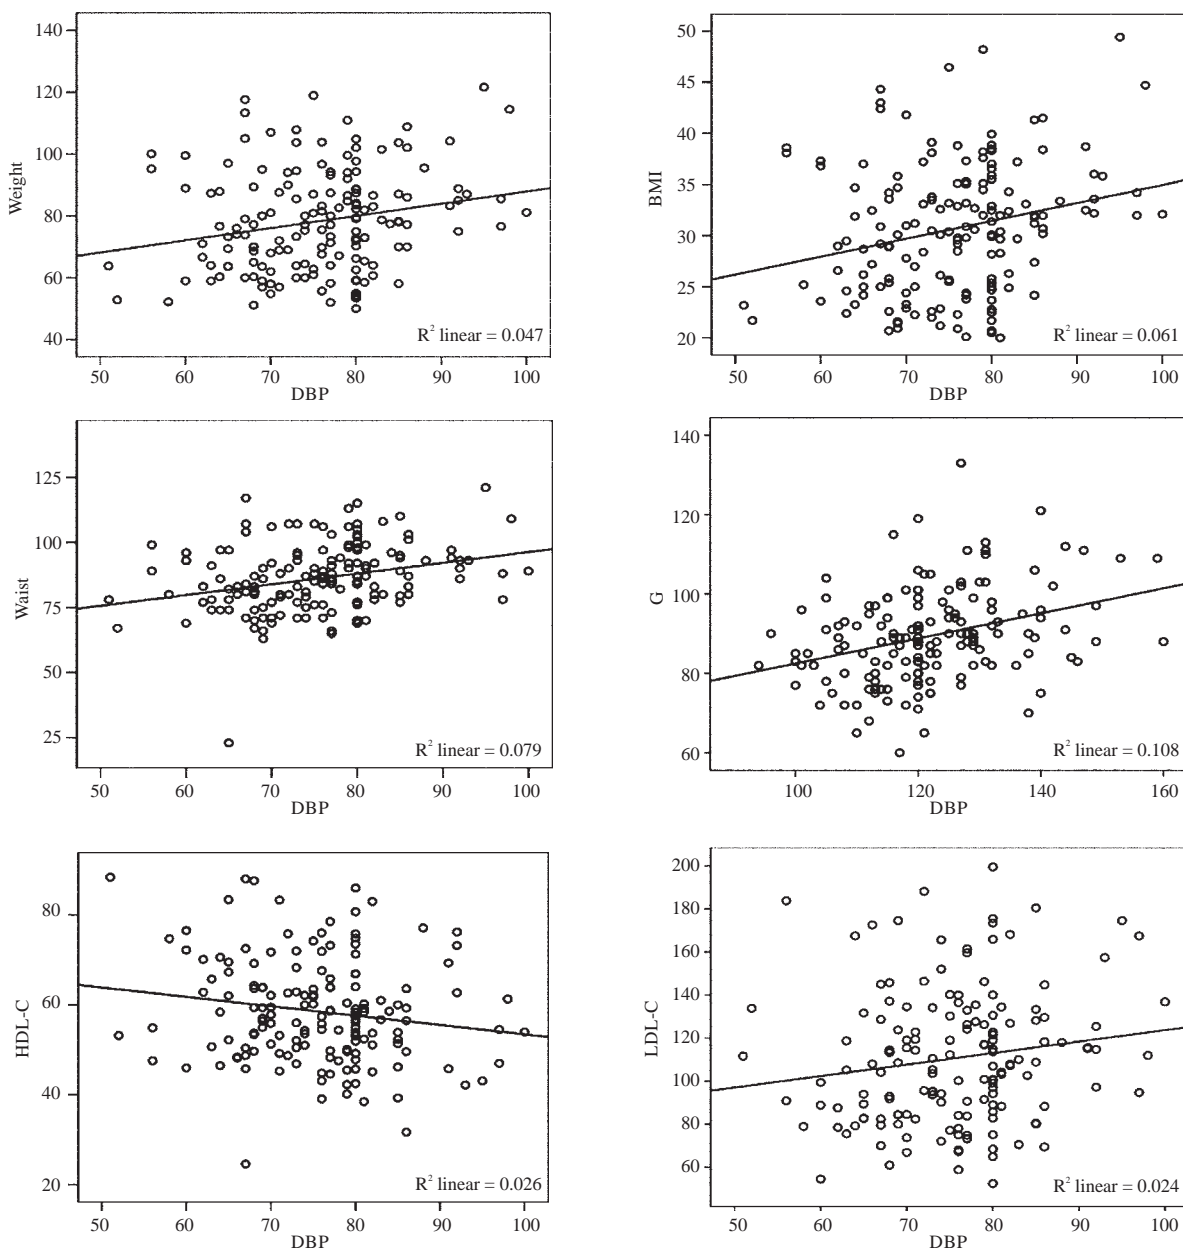 140
120
100
80
60
40
Weight
R² linear = 0.047
50 60 70 80 90 100
DBP
50
45
40
35
30
25
20
BMI
R² linear = 0.061
50 60 70 80 90 100
DBP
125
100
75
50
25
Waist
R² linear = 0.079
50 60 70 80 90 100
DBP
140
120
100
80
60
G
R² linear = 0.108
100 120 140 160
DBP
80
60
40
20
HDL-C
R² linear = 0.026
50 60 70 80 90 100
DBP
200
180
160
140
120
100
80
60
LDL-C
R² linear = 0.024
50 60 70 80 90 100
DBP